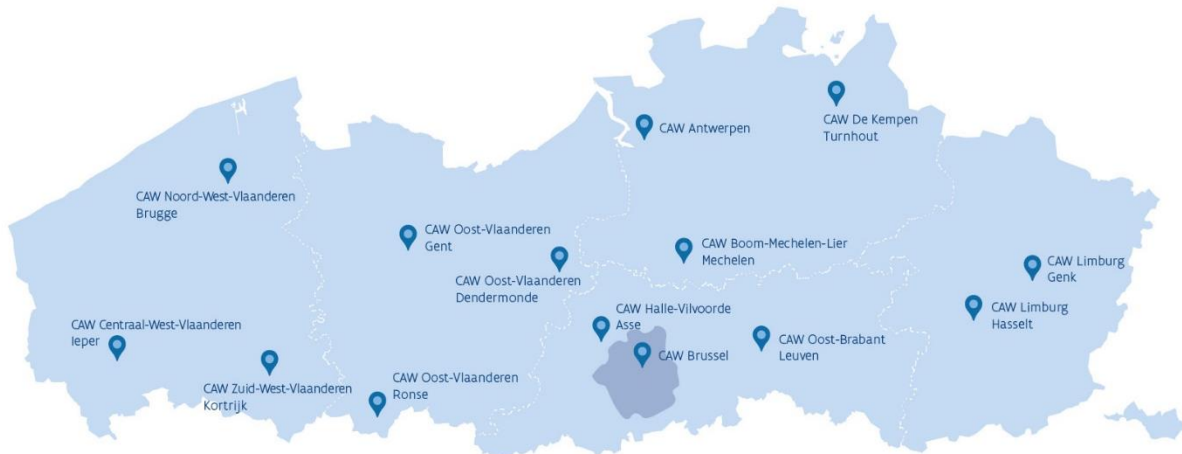 CAW De Kempen
Turnhout
CAW Antwerpen
CAW Noord-West-Vlaanderen
Brugge
CAW Oost-Vlaanderen
Gent
CAW Boom-Mechelen-Lier
Mechelen
CAW Oost-Vlaanderen
Dendermonde
CAW Limburg
Genk
CAW Limburg
Hasselt
CAW Halle-Vilvoorde
Asse
CAW Centraal-West-Vlaanderen
Ieper
CAW Oost-Brabant
Leuven
CAW Brussel
CAW Zuid-West-Vlaanderen
Kortrijk
CAW Oost-Vlaanderen
Ronse